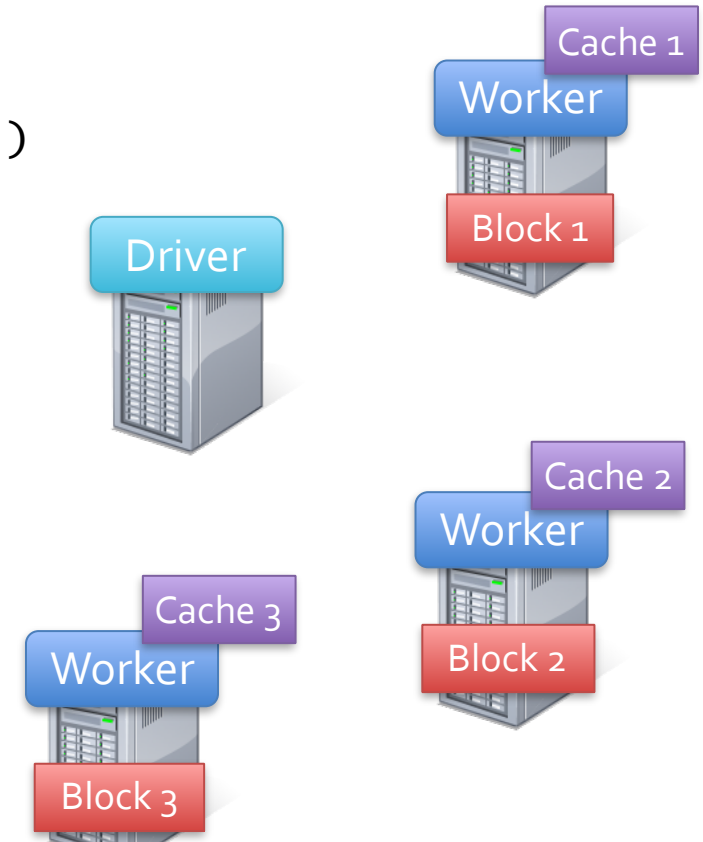 Cache 1
Worker
)
Block 1
Driver
Cache 2
Worker
Block 2
Cache 3
Worker
Block 3